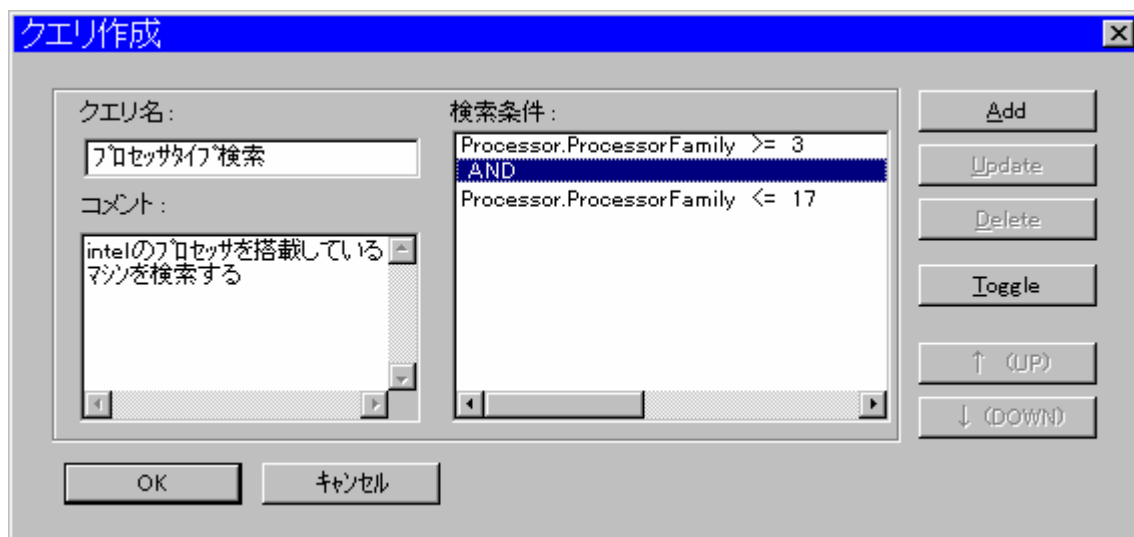 クエリ作成
クエリ名:
プロセッサタイプ検索
コメント:
intelのプロセッサを搭載している
マシンを検索する
検索条件:
Processor.ProcessorFamily >= 3
AND
Processor.ProcessorFamily <= 17
Add
Update
Delete
Toggle
↑ (UP)
↓ (DOWN)
OK
キャンセル